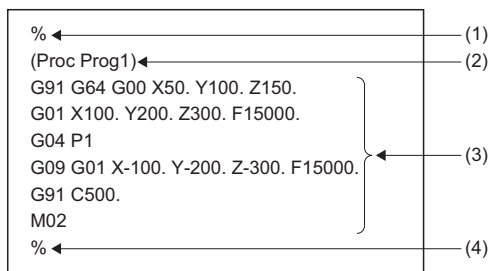 % (1)
(Proc Prog1) (2)
G91 G64 G00 X50. Y100. Z150.
G01 X100. Y200. Z300. F15000.
G04 P1
G09 G01 X-100. Y-200. Z-300. F15000. (3)
G91 C500.
M02
% (4)